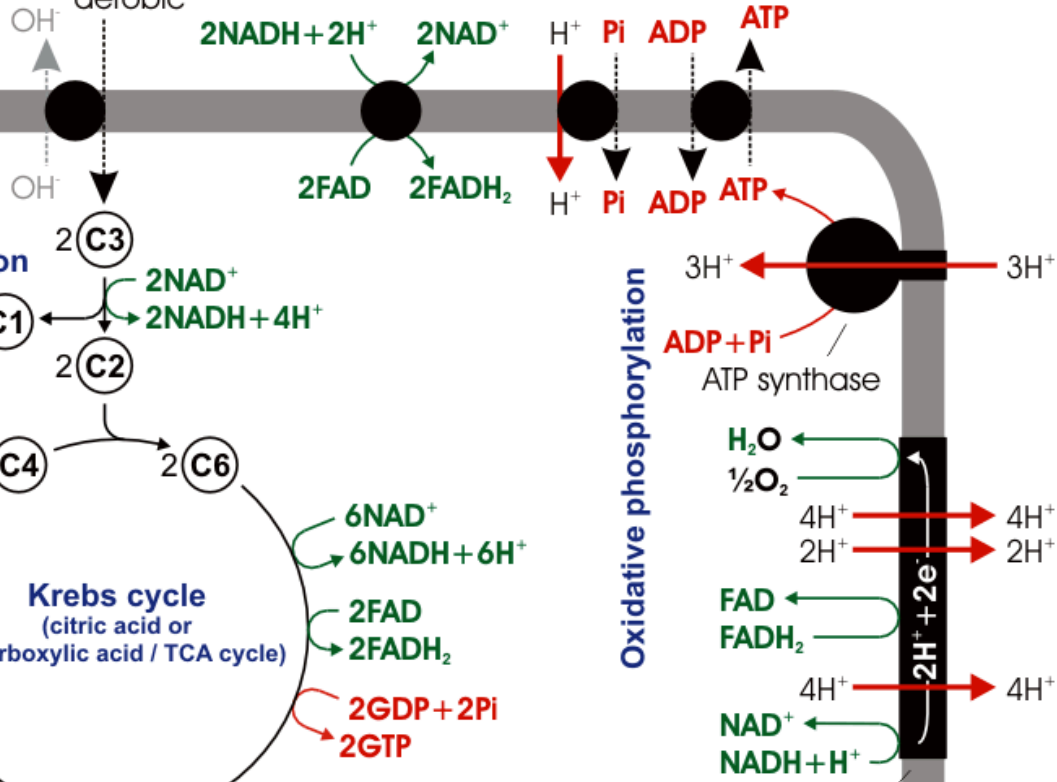 OH⁻
aerobic
2NADH+2H⁺
2NAD⁺
H⁺
Pi
ADP
ATP
OH⁻
2FAD
2FADH₂
H⁺
Pi
ADP
ATP
2 C3
3H⁺
3H⁺
on
2NAD⁺
C1
2NADH+4H⁺
ADP+Pi
2 C2
ATP synthase
Oxidative phosphorylation
H₂O
C4
2 C6
½O₂
6NAD⁺
4H⁺
4H⁺
6NADH+6H⁺
2H⁺
2H⁺
2H⁺+2e⁻
Krebs cycle
(citric acid or
rboxylic acid / TCA cycle)
2FAD
2FADH₂
FAD
FADH₂
4H⁺
4H⁺
2GDP+2Pi
2GTP
NAD⁺
NADH+H⁺